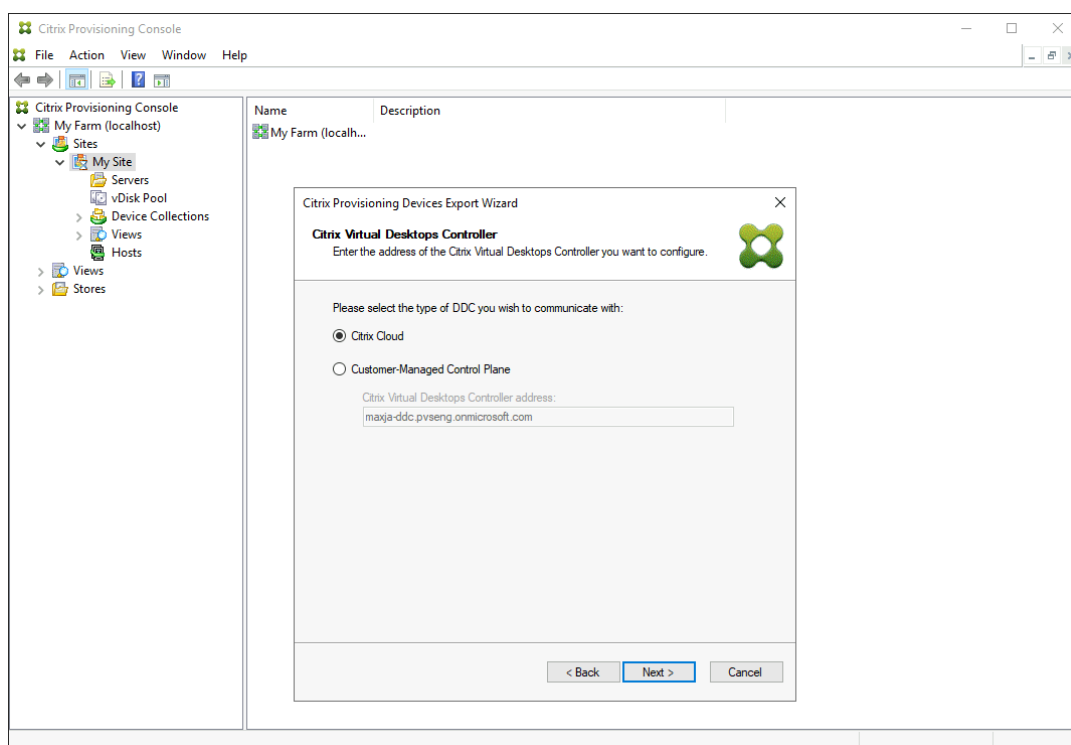 Citrix Provisioning Console
File Action View Window Help
Citrix Provisioning Console
My Farm (localhost)
Sites
My Site
Servers
vDisk Pool
Device Collections
Views
Hosts
Views
Stores
Name Description
My Farm (localh...
Citrix Provisioning Devices Export Wizard
Citrix Virtual Desktops Controller
Enter the address of the Citrix Virtual Desktops Controller you want to configure.
Please select the type of DDC you wish to communicate with:
Citrix Cloud
Customer-Managed Control Plane
Citrix Virtual Desktops Controller address:
maxja-ddc.pvseng.onmicrosoft.com
< Back Next > Cancel